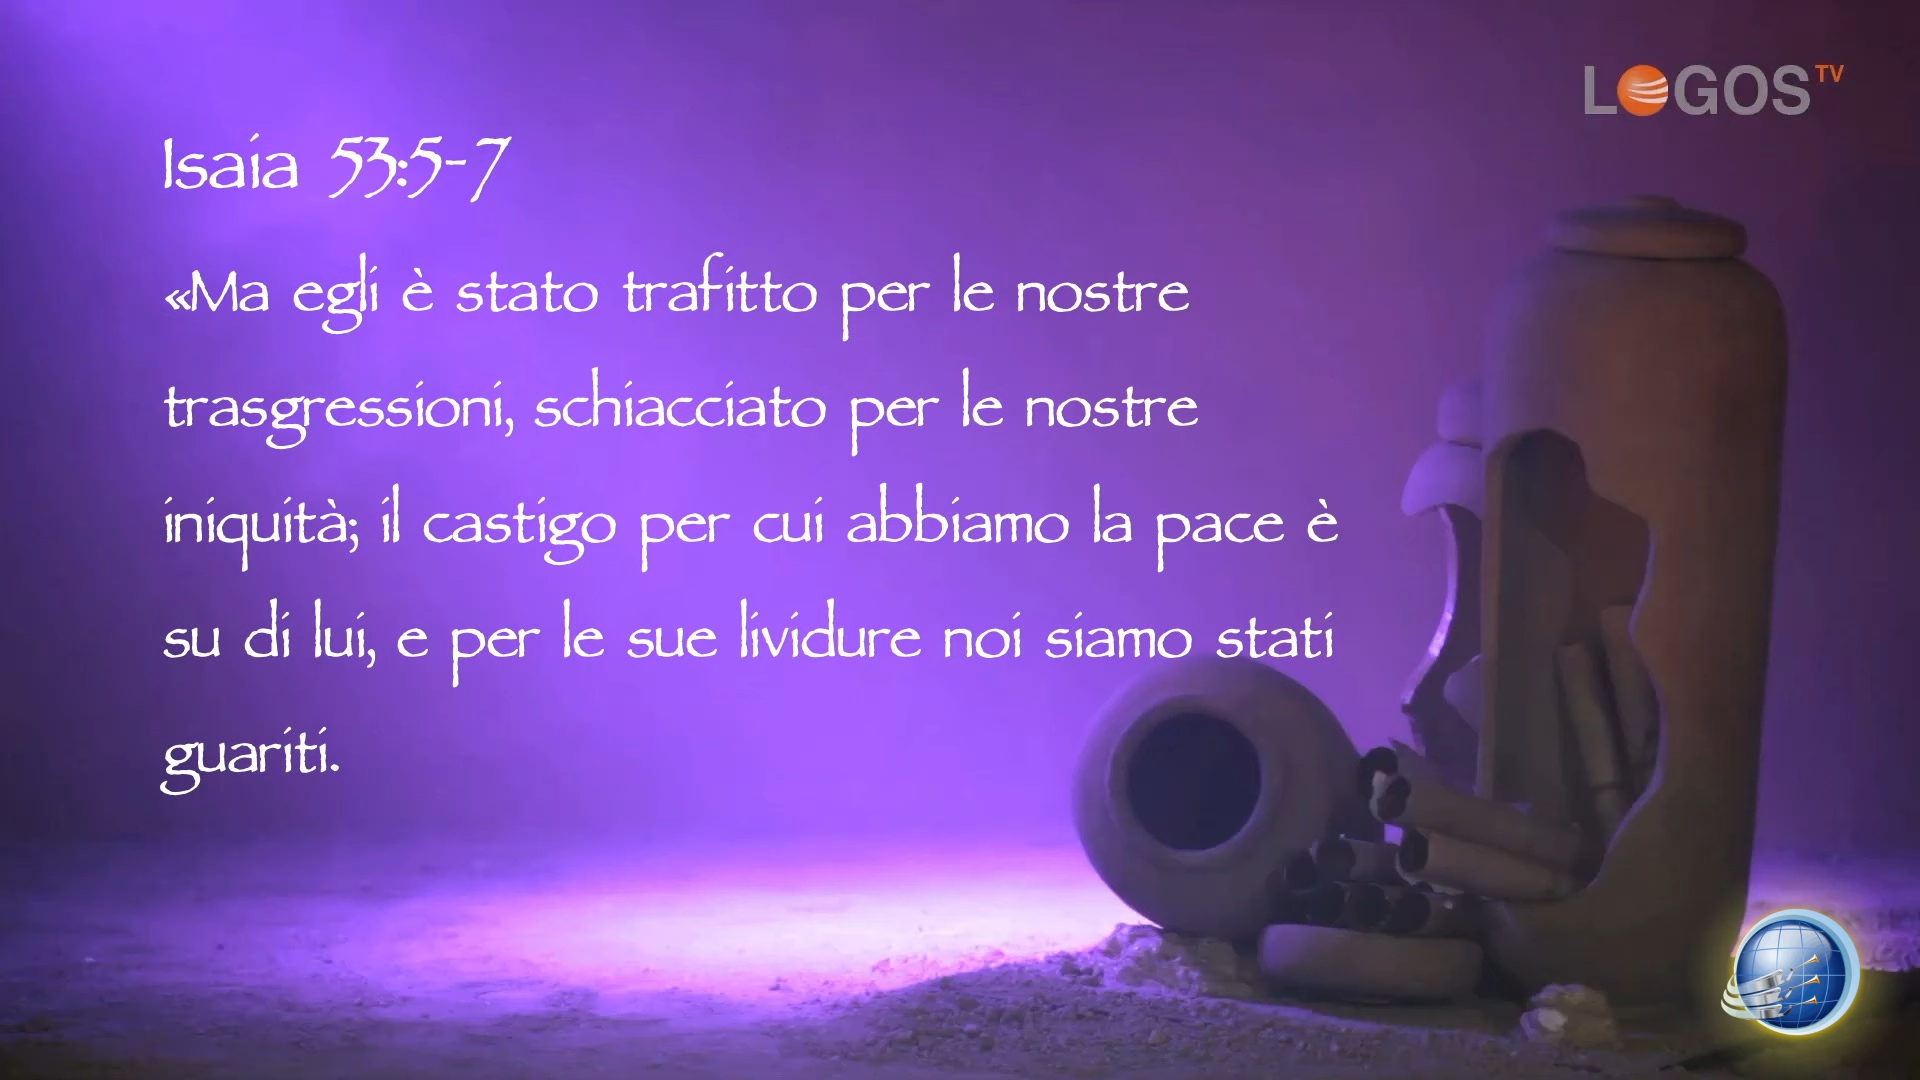 LOGOS TV
Isaia 53:5-7
«Ma egli è stato trafitto per le nostre
trasgressioni, schiacciato per le nostre
iniquità; il castigo per cui abbiamo la pace è
su di lui, e per le sue lividure noi siamo stati
guariti.